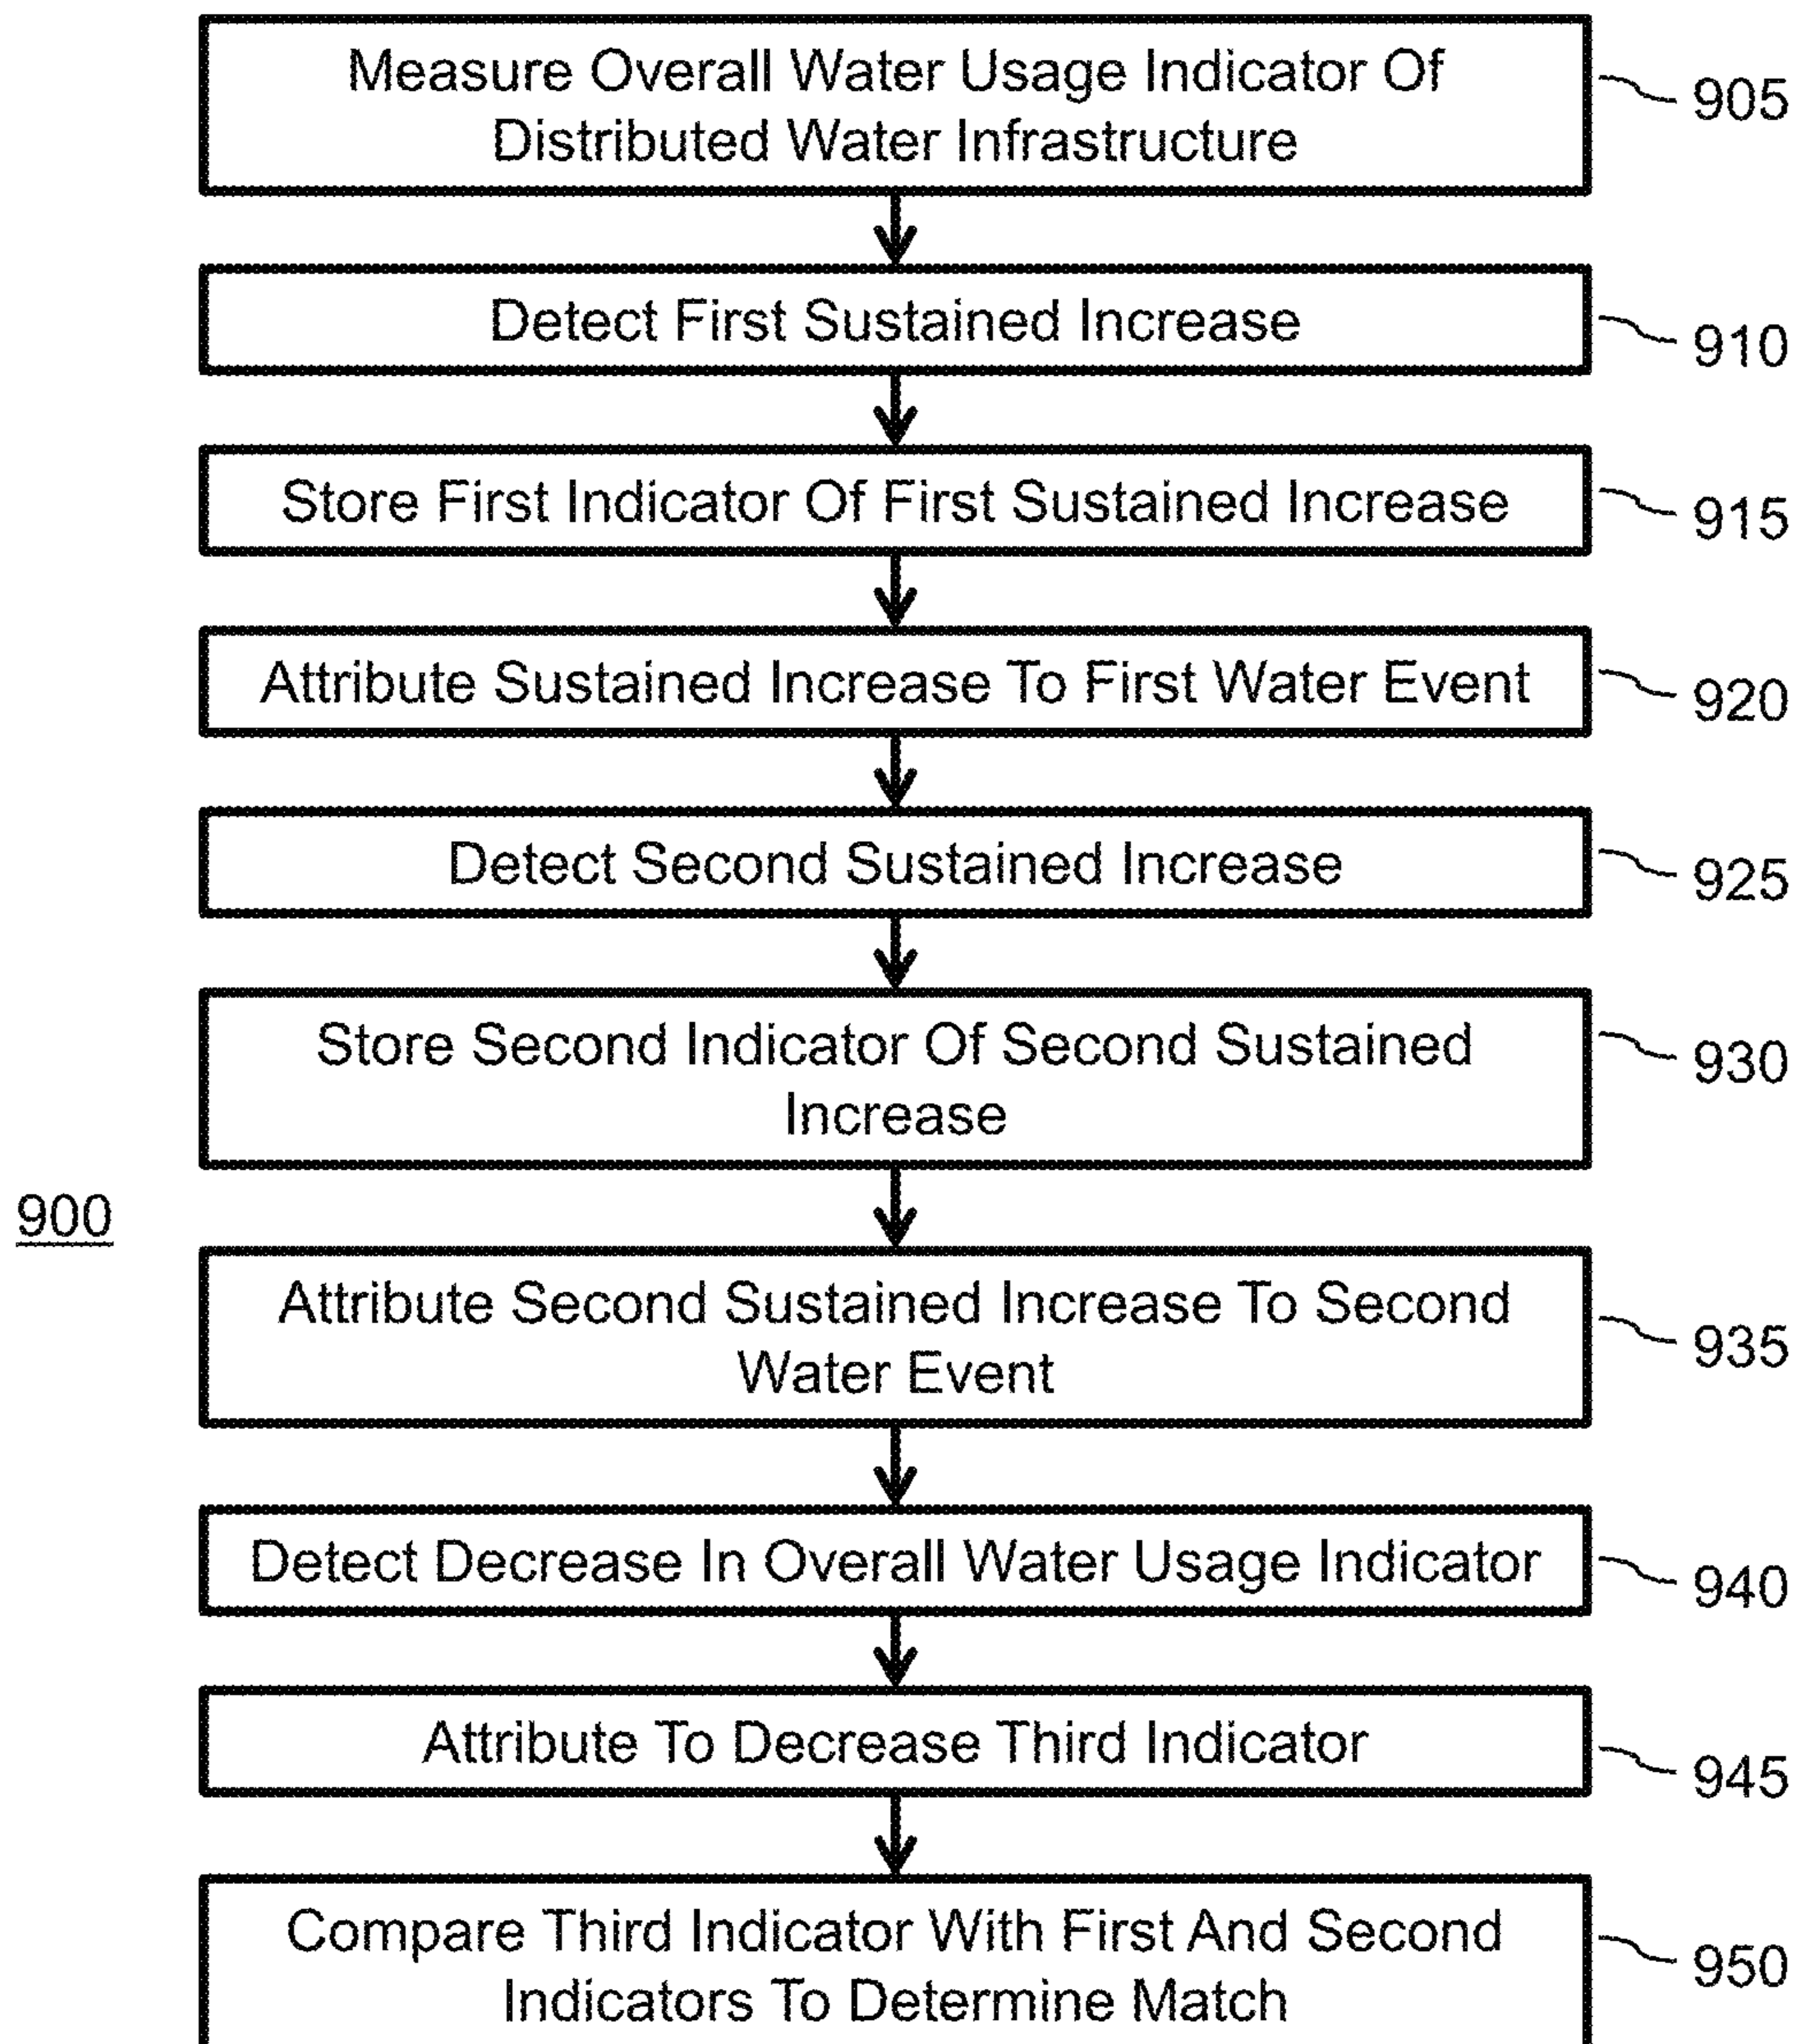 Measure Overall Water Usage Indicator Of
Distributed Water Infrastructure
905
Detect First Sustained Increase
910
Store First Indicator Of First Sustained Increase
915
Attribute Sustained Increase To First Water Event
920
Detect Second Sustained Increase
925
Store Second Indicator Of Second Sustained
Increase
930
900
Attribute Second Sustained Increase To Second
Water Event
935
Detect Decrease In Overall Water Usage Indicator
940
Attribute To Decrease Third Indicator
945
Compare Third Indicator With First And Second
Indicators To Determine Match
950